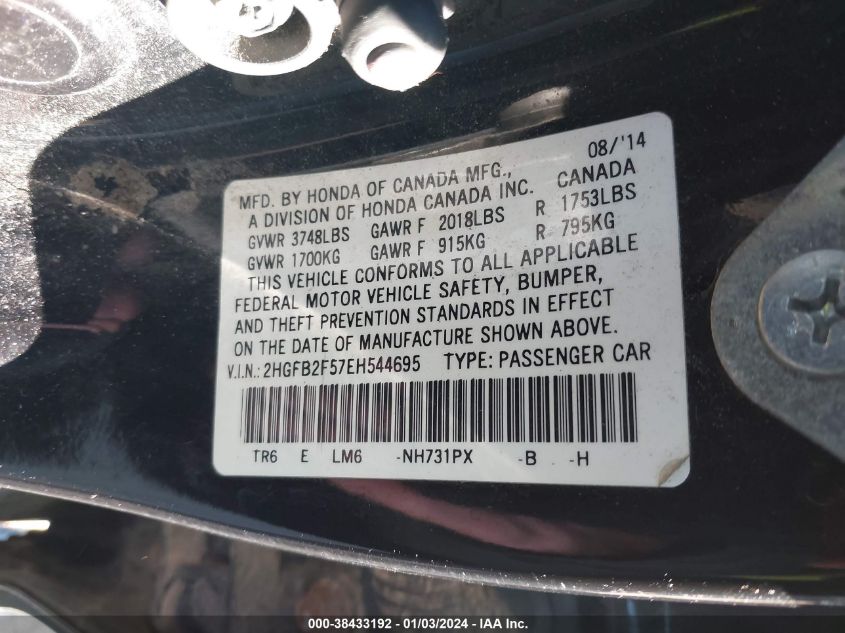 08/'14
MFD. BY HONDA OF CANADA MFG., CANADA
A DIVISION OF HONDA CANADA INC.
GVWR 3748LBS GAWR F 2018LBS R 1753LBS
GVWR 1700KG GAWR F 915KG R 795KG
THIS VEHICLE CONFORMS TO ALL APPLICABLE
FEDERAL MOTOR VEHICLE SAFETY, BUMPER,
AND THEFT PREVENTION STANDARDS IN EFFECT
ON THE DATE OF MANUFACTURE SHOWN ABOVE.
V.I.N.: 2HGFB2F57EH544695 TYPE: PASSENGER CAR
TR6 E LM6 -NH731PX -B -H
000-38433192 - 01/03/2024 - IAA Inc.